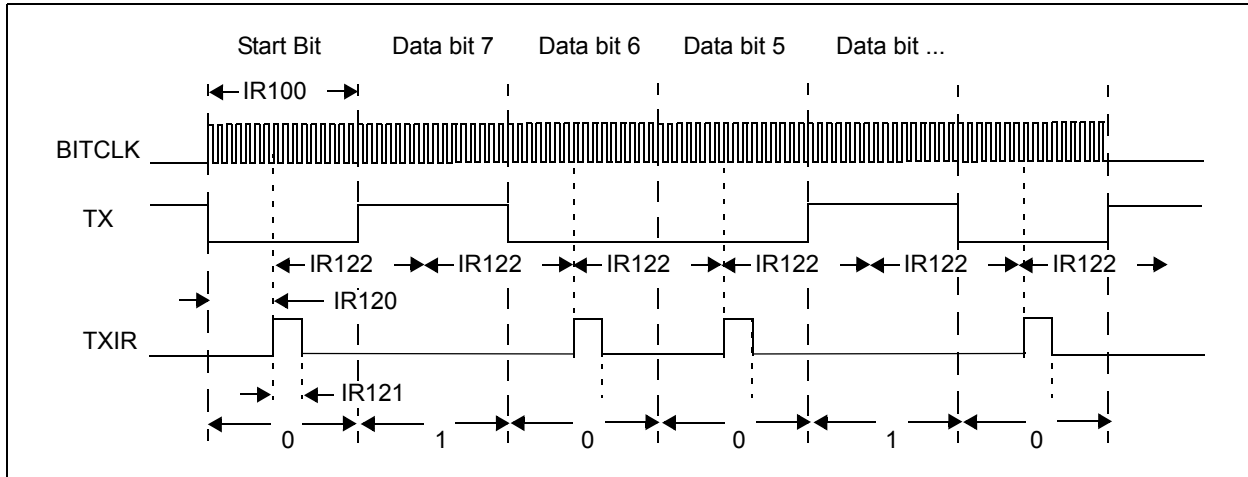 Start Bit Data bit 7 Data bit 6 Data bit 5 Data bit ...
IR100
BITCLK
TX
IR122 IR122 IR122 IR122 IR122 IR122
IR120
TXIR
IR121
0 1 0 0 1 0